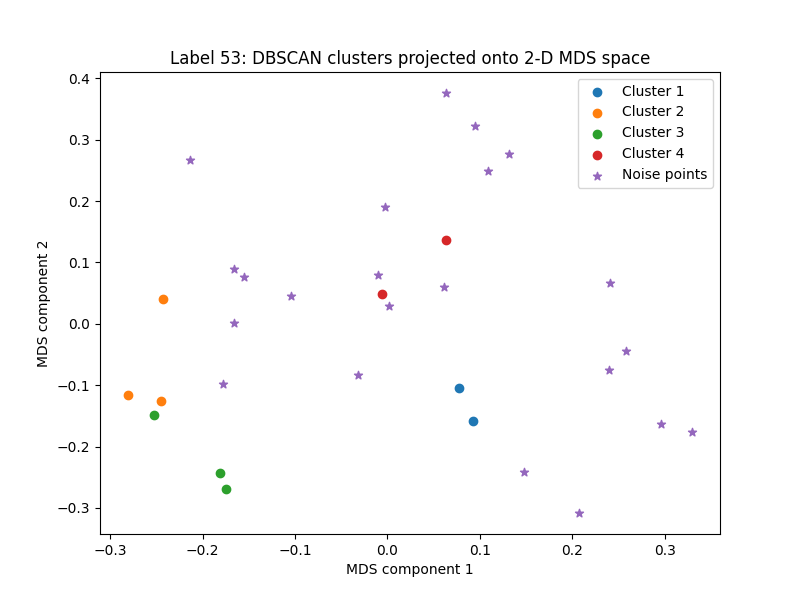 Label 53: DBSCAN clusters projected onto 2-D MDS space
Cluster 1
Cluster 2
Cluster 3
Cluster 4
Noise points
MDS component 2
0.4
0.3
0.2
0.1
0.0
−0.1
−0.2
−0.3
−0.3 −0.2 −0.1 0.0 0.1 0.2 0.3
MDS component 1